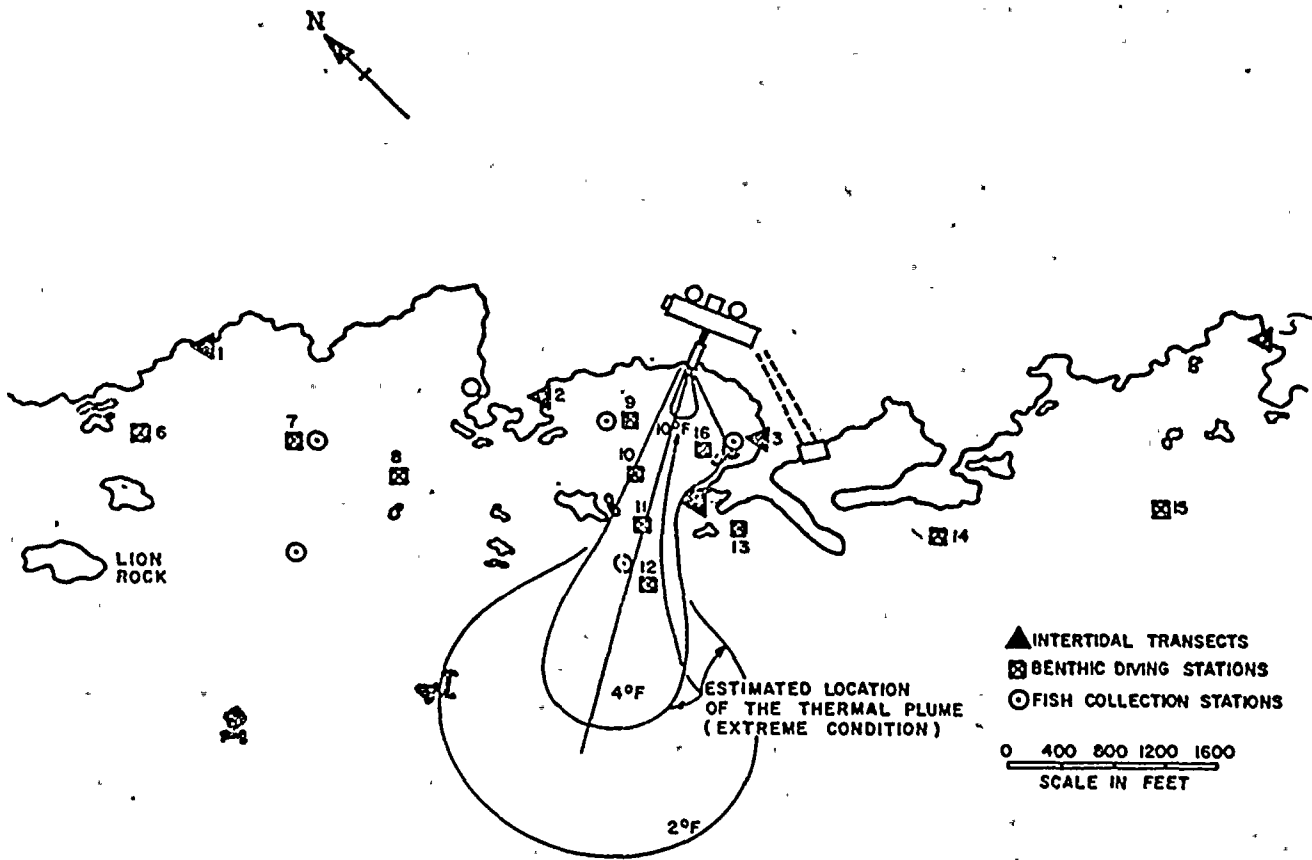 N
1
2
9
3
10°F
16
6
7
8
10
11
13
14
15
12
LION
ROCK
4°F
ESTIMATED LOCATION
OF THE THERMAL PLUME
(EXTREME CONDITION)
2°F
INTERTIDAL TRANSECTS
BENTHIC DIVING STATIONS
FISH COLLECTION STATIONS
0 400 800 1200 1600
SCALE IN FEET